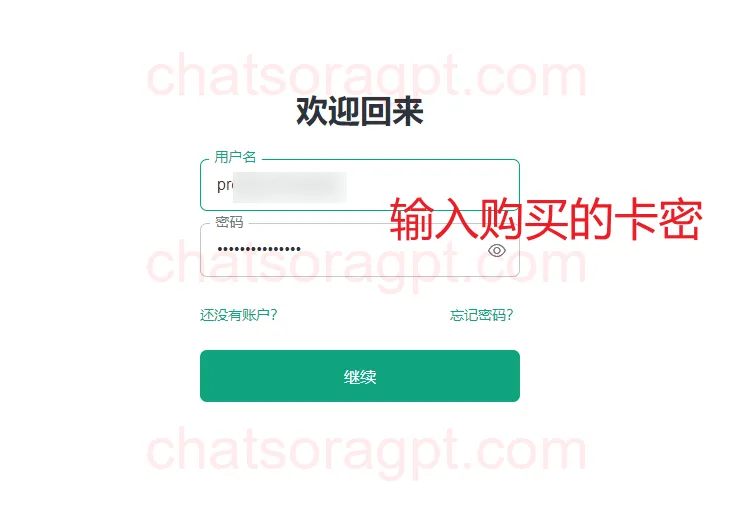 chatsoragpt.com
欢迎回来
用户名
pr
输入购买的卡密
密码
•••••••••••••••
chatsoragpt.com
还没有账户?
忘记密码?
继续
chatsoragpt.com